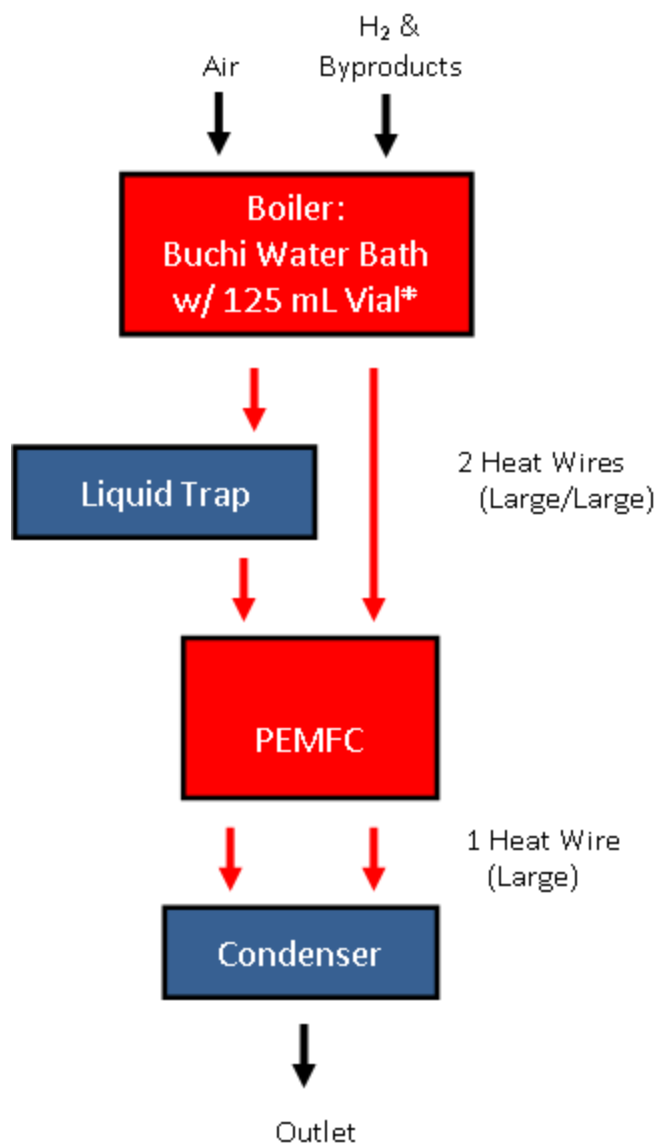 Air
H₂ &
Byproducts
Boiler:
Buchi Water Bath
w/ 125 mL Vial*
Liquid Trap
2 Heat Wires
(Large/Large)
PEMFC
1 Heat Wire
(Large)
Condenser
Outlet